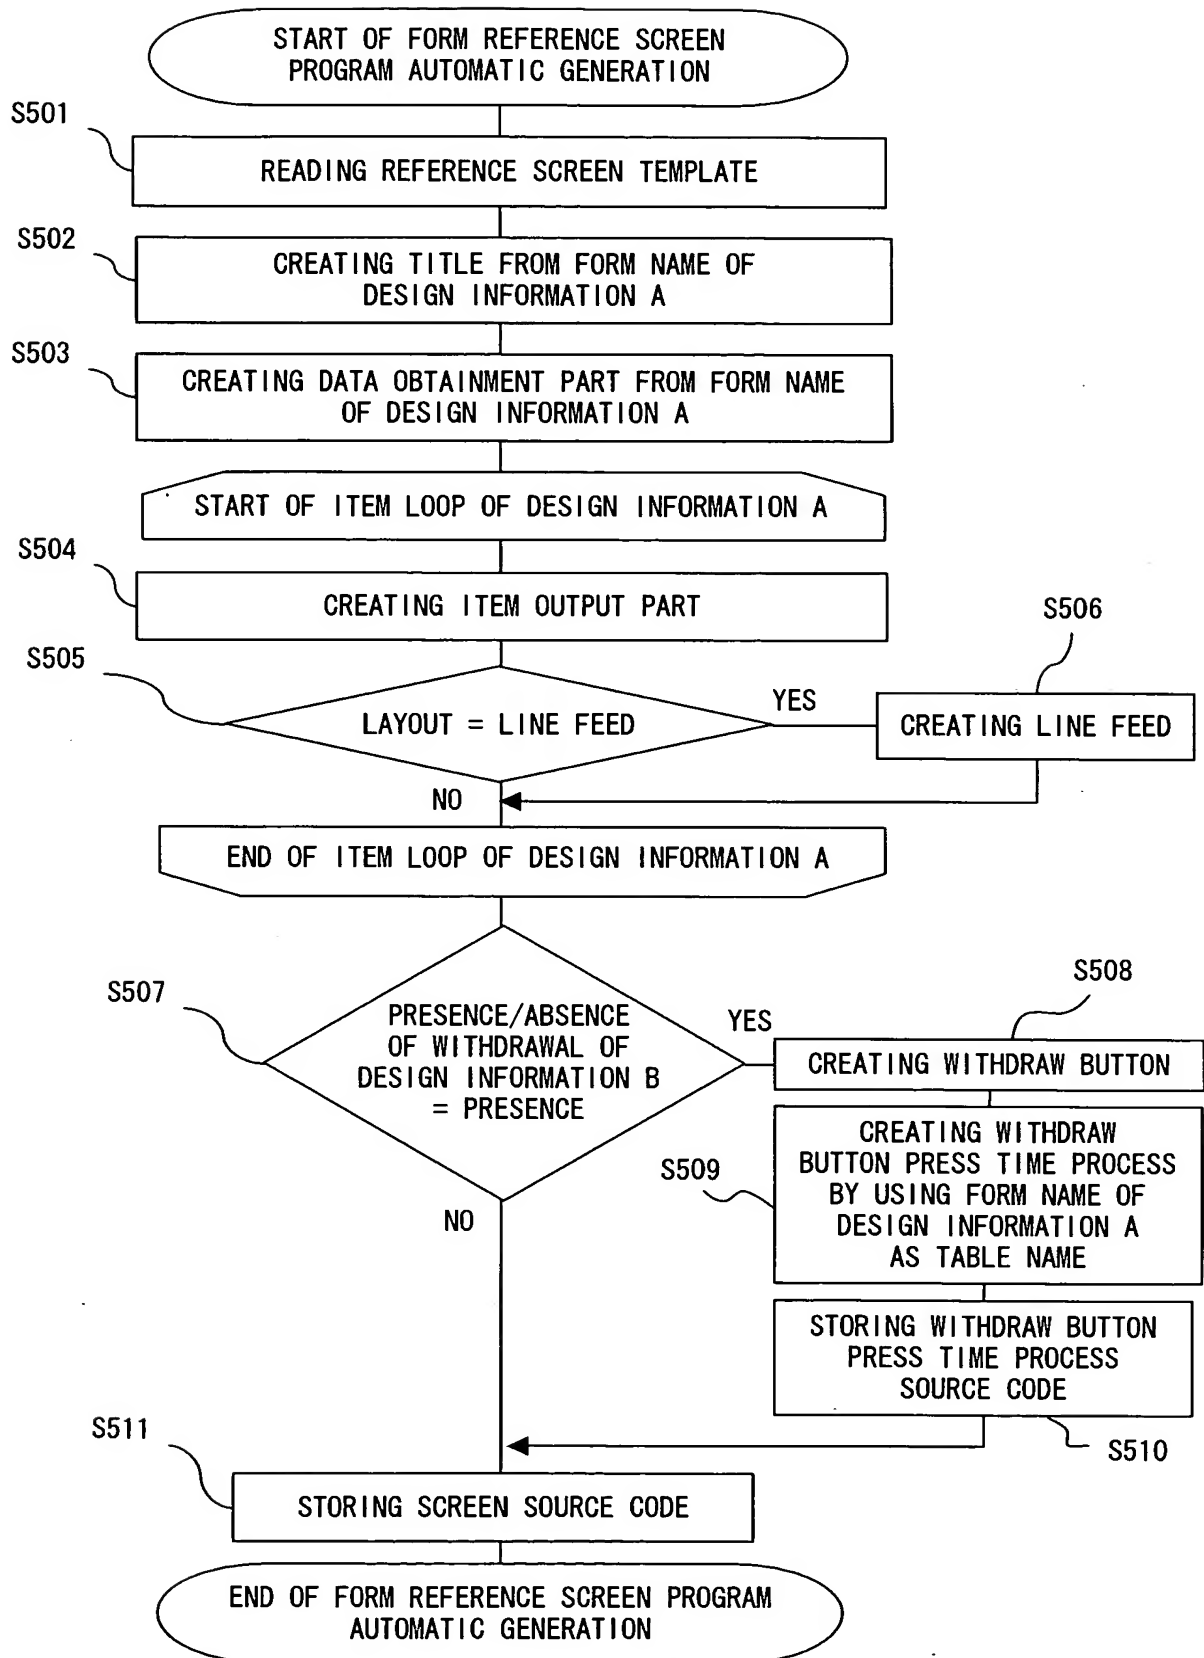 START OF FORM REFERENCE SCREEN
PROGRAM AUTOMATIC GENERATION
S501
READING REFERENCE SCREEN TEMPLATE
S502
CREATING TITLE FROM FORM NAME OF
DESIGN INFORMATION A
S503
CREATING DATA OBTAINMENT PART FROM FORM NAME
OF DESIGN INFORMATION A
START OF ITEM LOOP OF DESIGN INFORMATION A
S504
CREATING ITEM OUTPUT PART
S505
LAYOUT = LINE FEED
YES
S506
CREATING LINE FEED
NO
END OF ITEM LOOP OF DESIGN INFORMATION A
S507
PRESENCE/ABSENCE
OF WITHDRAWAL OF
DESIGN INFORMATION B
= PRESENCE
YES
S508
CREATING WITHDRAW BUTTON
S509
CREATING WITHDRAW
BUTTON PRESS TIME PROCESS
BY USING FORM NAME OF
DESIGN INFORMATION A
AS TABLE NAME
NO
STORING WITHDRAW BUTTON
PRESS TIME PROCESS
SOURCE CODE
S510
S511
STORING SCREEN SOURCE CODE
END OF FORM REFERENCE SCREEN PROGRAM
AUTOMATIC GENERATION